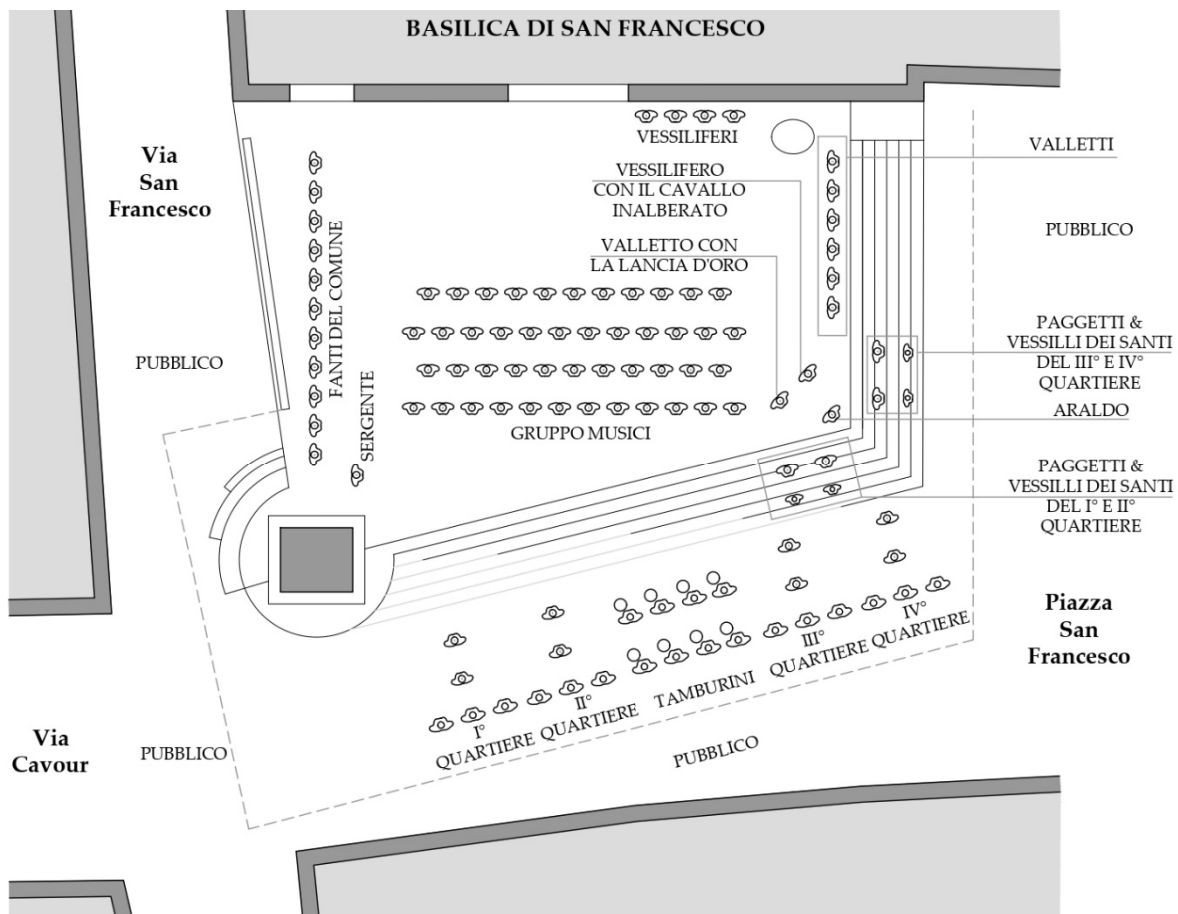 BASILICA DI SAN FRANCESCO
Via
San
Francesco
VESSILIFERI
VALLETTI
VESSILIFERO
CON IL CAVALLO
INALBERATO
PUBBLICO
VALLETTO CON
LA LANCIA D'ORO
FANTI DEL COMUNE
PUBBLICO
PAGGETTI &
VESSILLI DEI SANTI
DEL III° E IV°
QUARTIERE
SERGENTE
ARALDO
GRUPPO MUSICI
PAGGETTI &
VESSILLI DEI SANTI
DEL I° E II°
QUARTIERE
Piazza
San
Francesco
I°
QUARTIERE
II°
QUARTIERE
TAMBURINI
III°
QUARTIERE
IV°
QUARTIERE
Via
Cavour
PUBBLICO
PUBBLICO